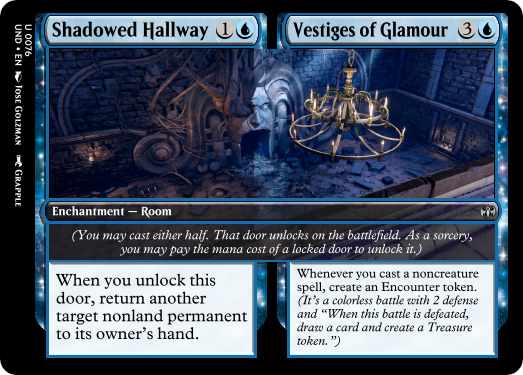 Shadowed Hallway 1
Vestiges of Glamour 3
Enchantment — Room
(You may cast either half. That door unlocks on the battlefield. As a sorcery,
you may pay the mana cost of a locked door to unlock it.)
When you unlock this
door, return another
target nonland permanent
to its owner's hand.
Whenever you cast a noncreature
spell, create an Encounter token.
(It's a colorless battle with 2 defense
and “When this battle is defeated,
draw a card and create a Treasure
token.”)
U 0076
UND • EN Jose Golzman Grapple